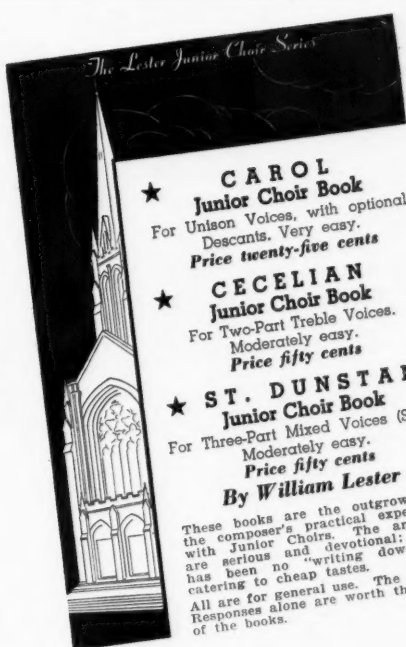 The Lester Junior Choir Series
★ CAROL
Junior Choir Book
For Unison Voices, with optional
Descants. Very easy.
Price twenty-five cents
★ CECELIAN
Junior Choir Book
For Two-Part Treble Voices.
Moderately easy.
Price fifty cents
★ ST. DUNSTAN
Junior Choir Book
For Three-Part Mixed Voices (S
Moderately easy.
Price fifty cents
By William Lester
These books are the outgrow
the composer's practical expe
with Junior Choirs. The an
are serious and devotional;
has been no "writing dow
catering to cheap tastes.
All are for general use. The
Responses alone are worth th
of the books.